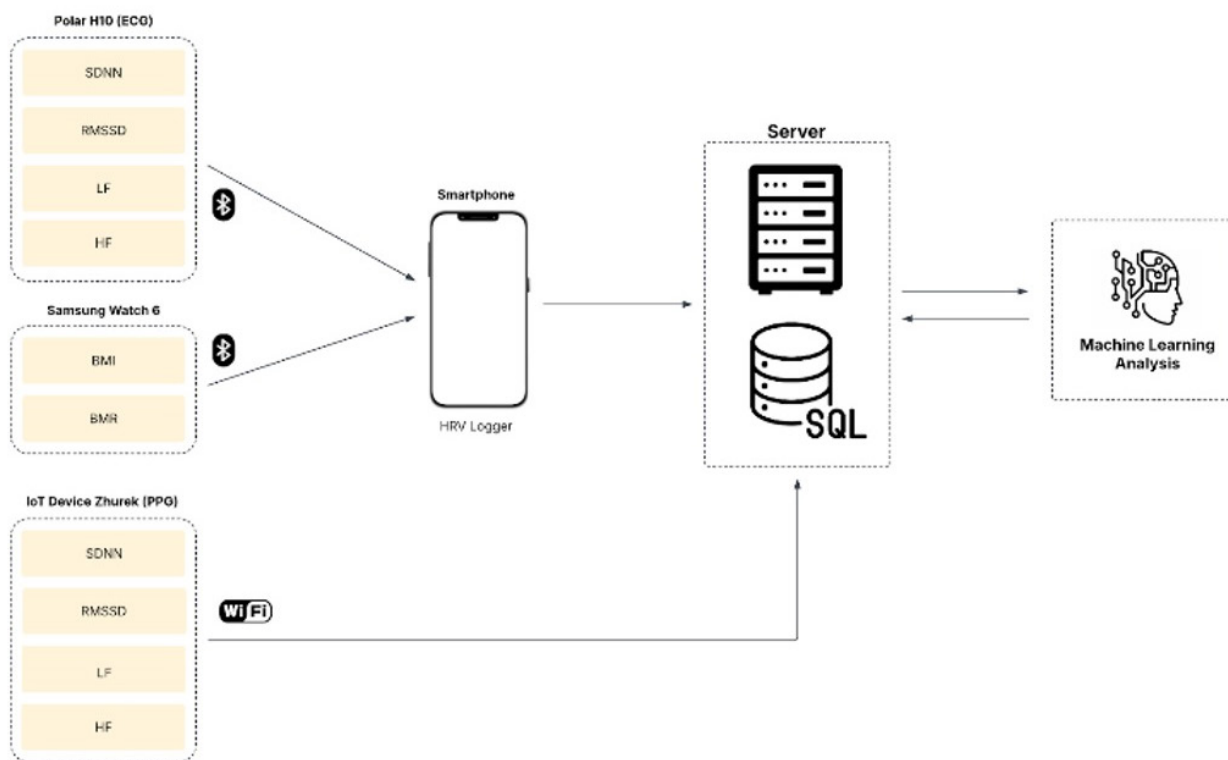 Polar H10 (ECG)
SDNN
RMSSD
LF
HF
Samsung Watch 6
BMI
BMR
IoT Device Zhurek (PPG)
SDNN
RMSSD
LF
HF
WiFi
Smartphone
HRV Logger
Server
SQL
Machine Learning
Analysis